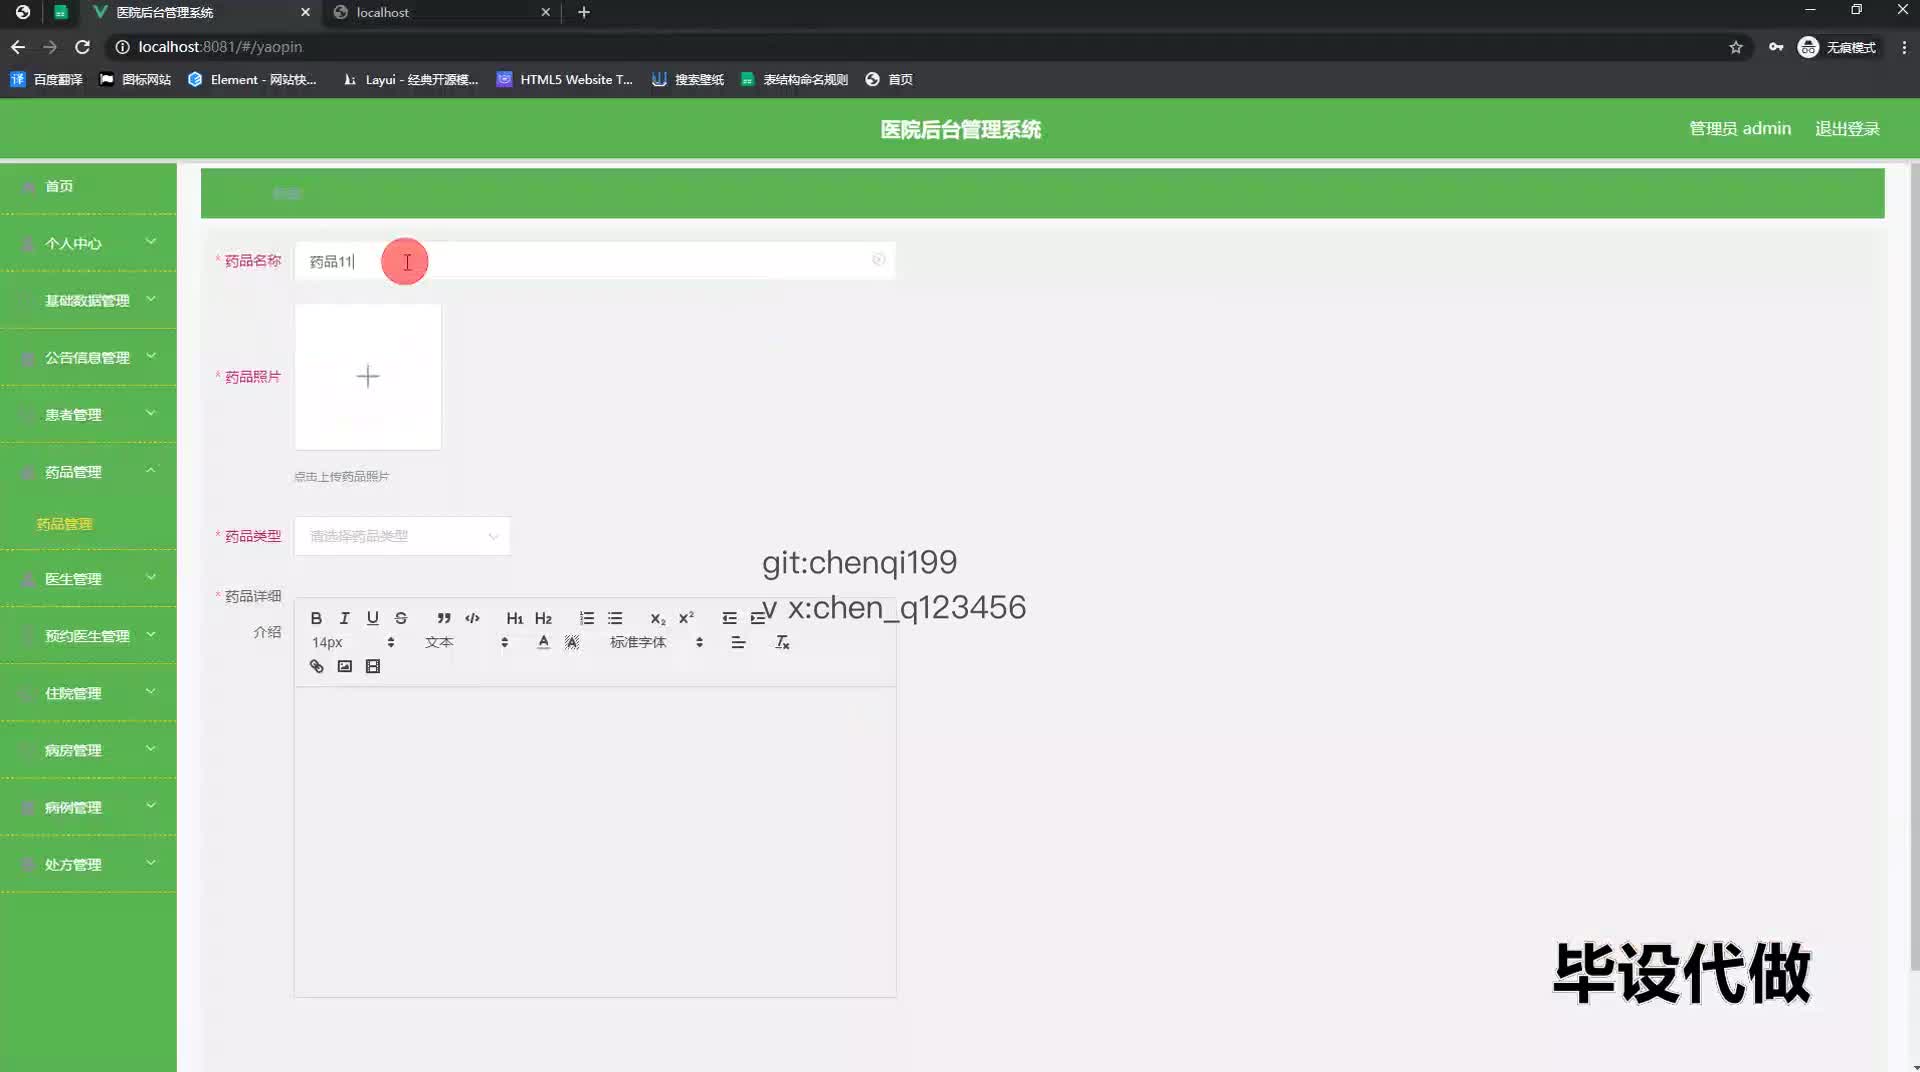 医院后台管理系统
localhost
localhost:8081/#/yaopin
无痕模式
百度翻译
图标网站
Element - 网站快...
Layui - 经典开源模...
HTML5 Website T...
搜索壁纸
表结构命名规则
首页
医院后台管理系统
管理员 admin
退出登录
首页
个人中心
基础数据管理
公告信息管理
患者管理
药品管理
药品管理
医生管理
预约医生管理
住院管理
病房管理
病例管理
处方管理
* 药品名称
药品11
* 药品照片
点击上传药品照片
* 药品类型
请选择药品类型
* 药品详细
介绍
B I U S H1 H2 X2 X2
14px
文本
标准字体
git:chenqi199
v x:chen_q123456
毕设代做